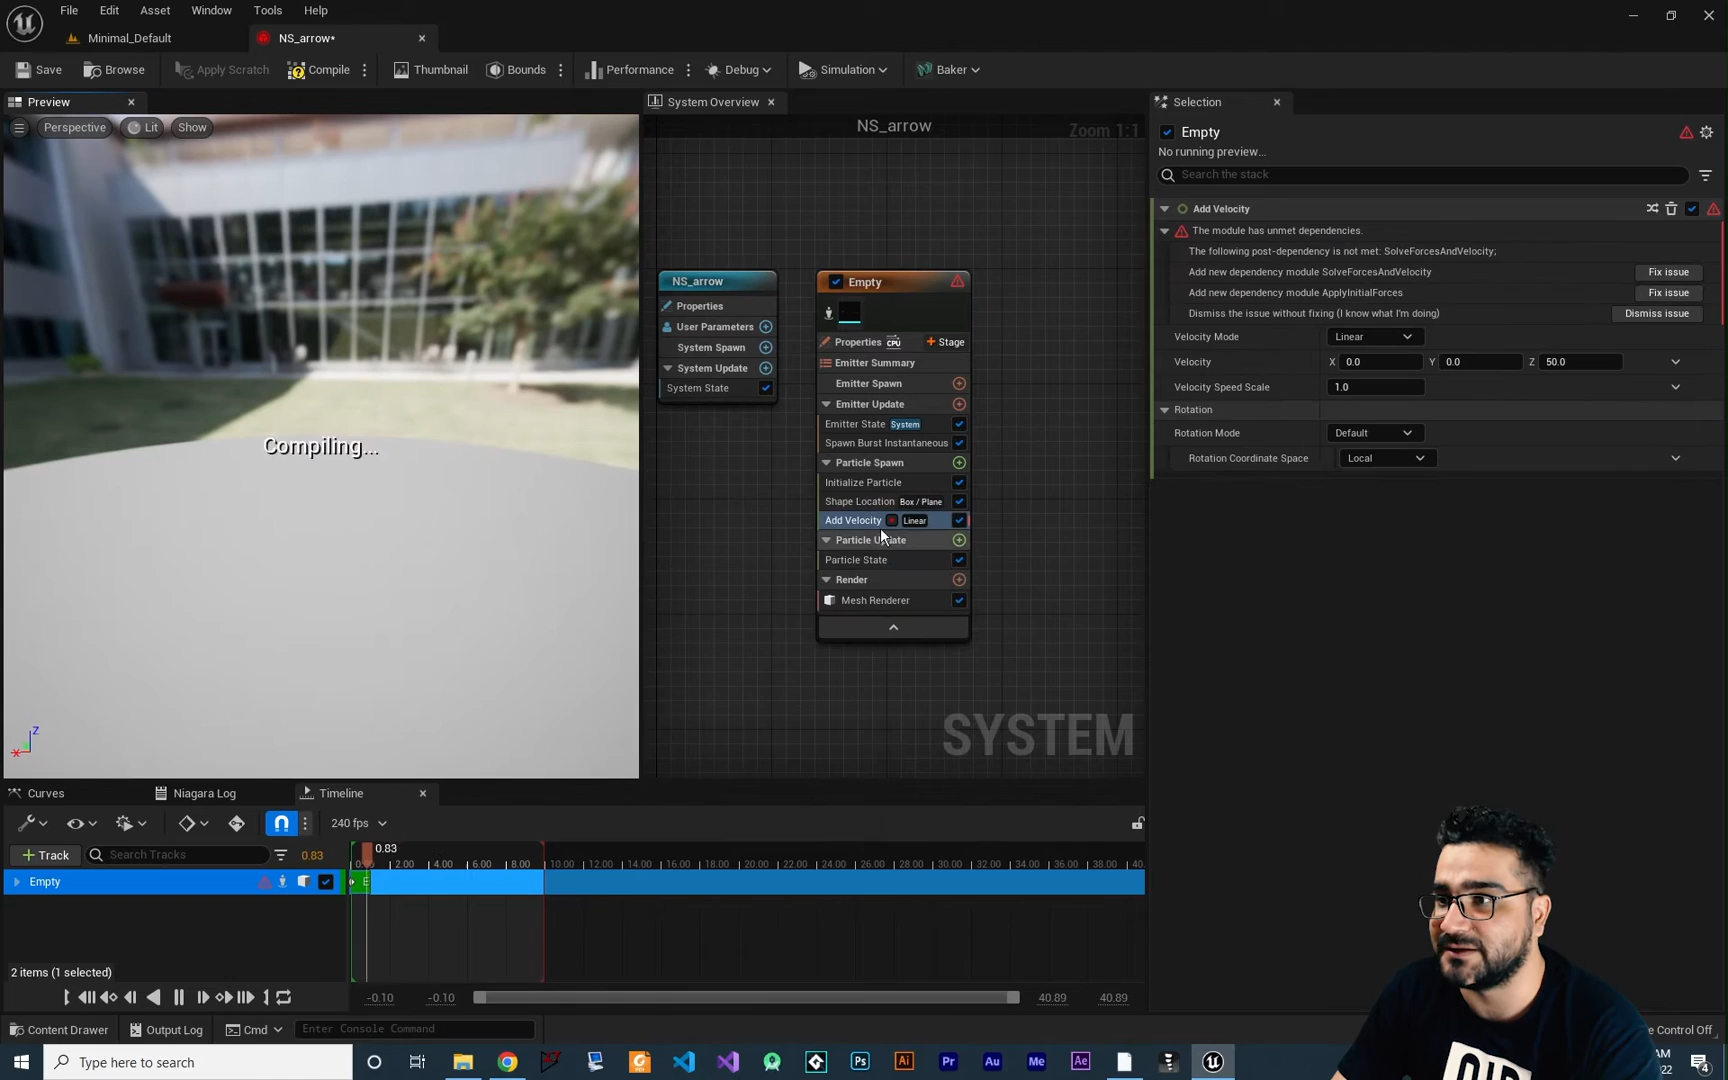 File Edit Asset Window Tools Help
Minimal_Default NS_arrow*
Save Browse Apply Scratch Compile Thumbnail Bounds Performance Debug Simulation Baker
Preview
Perspective Lit Show
Compiling...
Z
X
System Overview
NS_arrow
Zoom 1:1
NS_arrow
Properties
User Parameters
System Spawn
System Update
System State
Empty
Properties CPU Stage
Emitter Summary
Emitter Spawn
Emitter Update
Emitter State System
Spawn Burst Instantaneous
Particle Spawn
Initialize Particle
Shape Location Box / Plane
Add Velocity Linear
Particle Update
Particle State
Render
Mesh Renderer
SYSTEM
Selection
Empty
No running preview...
Search the stack
Add Velocity
The module has unmet dependencies.
The following post-dependency is not met: SolveForcesAndVelocity;
Add new dependency module SolveForcesAndVelocity Fix issue
Add new dependency module ApplyInitialForces Fix issue
Dismiss the issue without fixing (I know what I'm doing) Dismiss issue
Velocity Mode Linear
Velocity X 0.0 Y 0.0 Z 50.0
Velocity Speed Scale 1.0
Rotation
Rotation Mode Default
Rotation Coordinate Space Local
Curves Niagara Log Timeline
240 fps
Track Search Tracks 0.83
0.83
2.00 4.00 6.00 8.00 10.00 12.00 14.00 16.00 18.00 20.00 22.00 24.00 26.00 28.00 30.00 32.00 34.00 36.00 38.00 40.
Empty E
2 items (1 selected)
-0.10 -0.10 40.89 40.89
Content Drawer Output Log Cmd Enter Console Command
Control Off
Type here to search
Ps Ai Pr Au Me Ae
AM
22
4